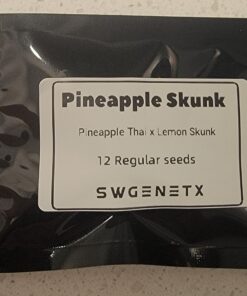 Pineapple Skunk
Pineapple Thai x Lemon Skunk
12 Regular seeds
SWGENETX